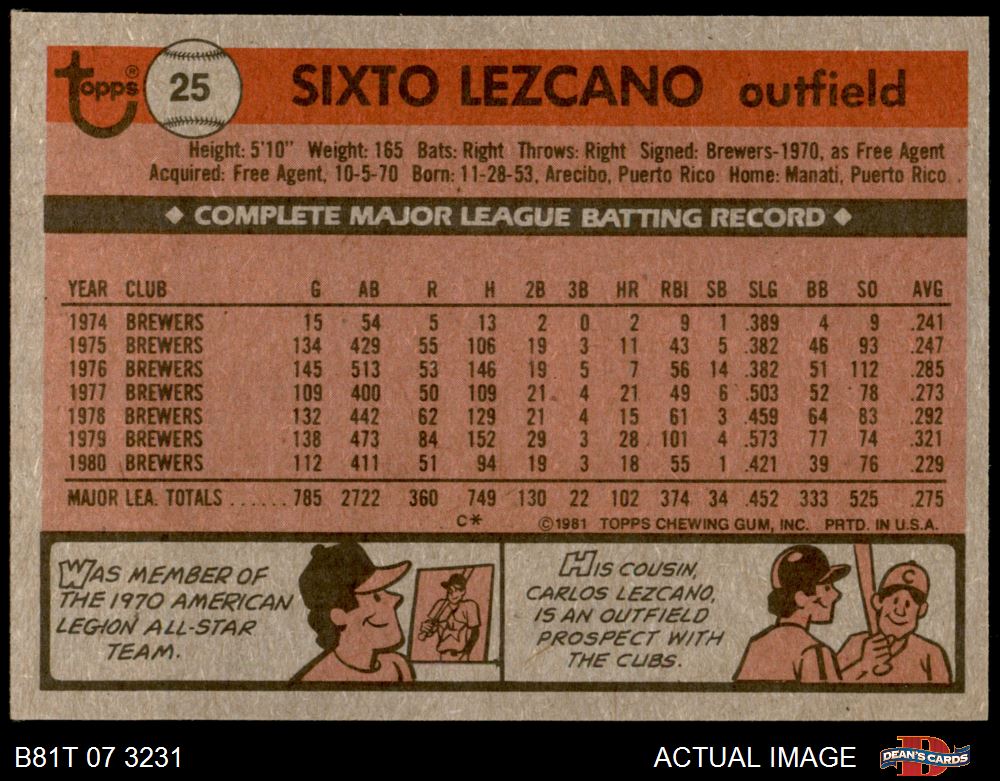 topps®
25
SIXTO LEZCANO outfield
Height: 5'10" Weight: 165 Bats: Right Throws: Right Signed: Brewers-1970, as Free Agent
Acquired: Free Agent, 10-5-70 Born: 11-28-53, Arecibo, Puerto Rico Home: Manati, Puerto Rico
◆ COMPLETE MAJOR LEAGUE BATTING RECORD ◆
YEAR CLUB G AB R H 2B 3B HR RBI SB SLG BB SO AVG
1974 BREWERS 15 54 5 13 2 0 2 9 1 .389 4 9 .241
1975 BREWERS 134 429 55 106 19 3 11 43 5 .382 46 93 .247
1976 BREWERS 145 513 53 146 19 5 7 56 14 .382 51 112 .285
1977 BREWERS 109 400 50 109 21 4 21 49 6 .503 52 78 .273
1978 BREWERS 132 442 62 129 21 4 15 61 3 .459 64 83 .292
1979 BREWERS 138 473 84 152 29 3 28 101 4 .573 77 74 .321
1980 BREWERS 112 411 51 94 19 3 18 55 1 .421 39 76 .229
MAJOR LEA. TOTALS ...... 785 2722 360 749 130 22 102 374 34 .452 333 525 .275
C* ©1981 TOPPS CHEWING GUM, INC. PRTD. IN U.S.A.
WAS MEMBER OF
THE 1970 AMERICAN
LEGION ALL-STAR
TEAM.
HIS COUSIN,
CARLOS LEZCANO,
IS AN OUTFIELD
PROSPECT WITH
THE CUBS.
C
B81T 07 3231 ACTUAL IMAGE DEAN'S CARDS